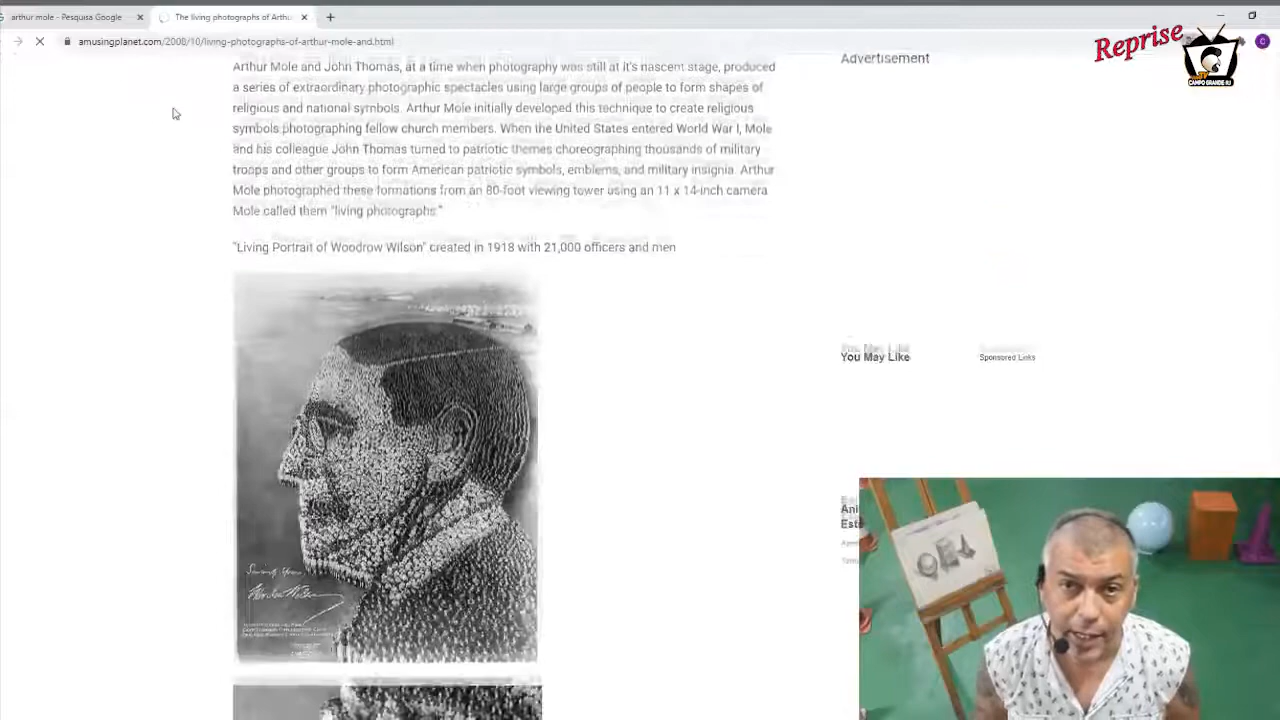 arthur mole - Pesquisa Google
The living photographs of Arthu
amusingplanet.com/2008/10/living-photographs-of-arthur-mole-and.html
Reprise
CAMPO GRANDE-RJ
Arthur Mole and John Thomas, at a time when photography was still at it's nascent stage, produced
a series of extraordinary photographic spectacles using large groups of people to form shapes of
religious and national symbols. Arthur Mole initially developed this technique to create religious
symbols photographing fellow church members. When the United States entered World War I, Mole
and his colleague John Thomas turned to patriotic themes choreographing thousands of military
troops and other groups to form American patriotic symbols, emblems, and military insignia. Arthur
Mole photographed these formations from an 80-foot viewing tower using an 11 x 14-inch camera
Mole called them "living photographs."
"Living Portrait of Woodrow Wilson" created in 1918 with 21,000 officers and men
Advertisement
You May Like
Sponsored Links
Ani
Est